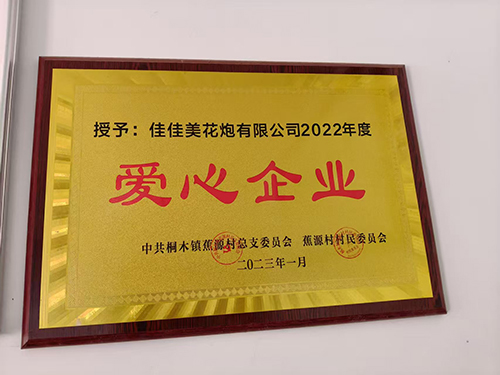 授予：佳佳美花炮有限公司2022年度
爱心企业
中共桐木镇蕉源村总支委员会 蕉源村村民委员会
二〇二三年一月